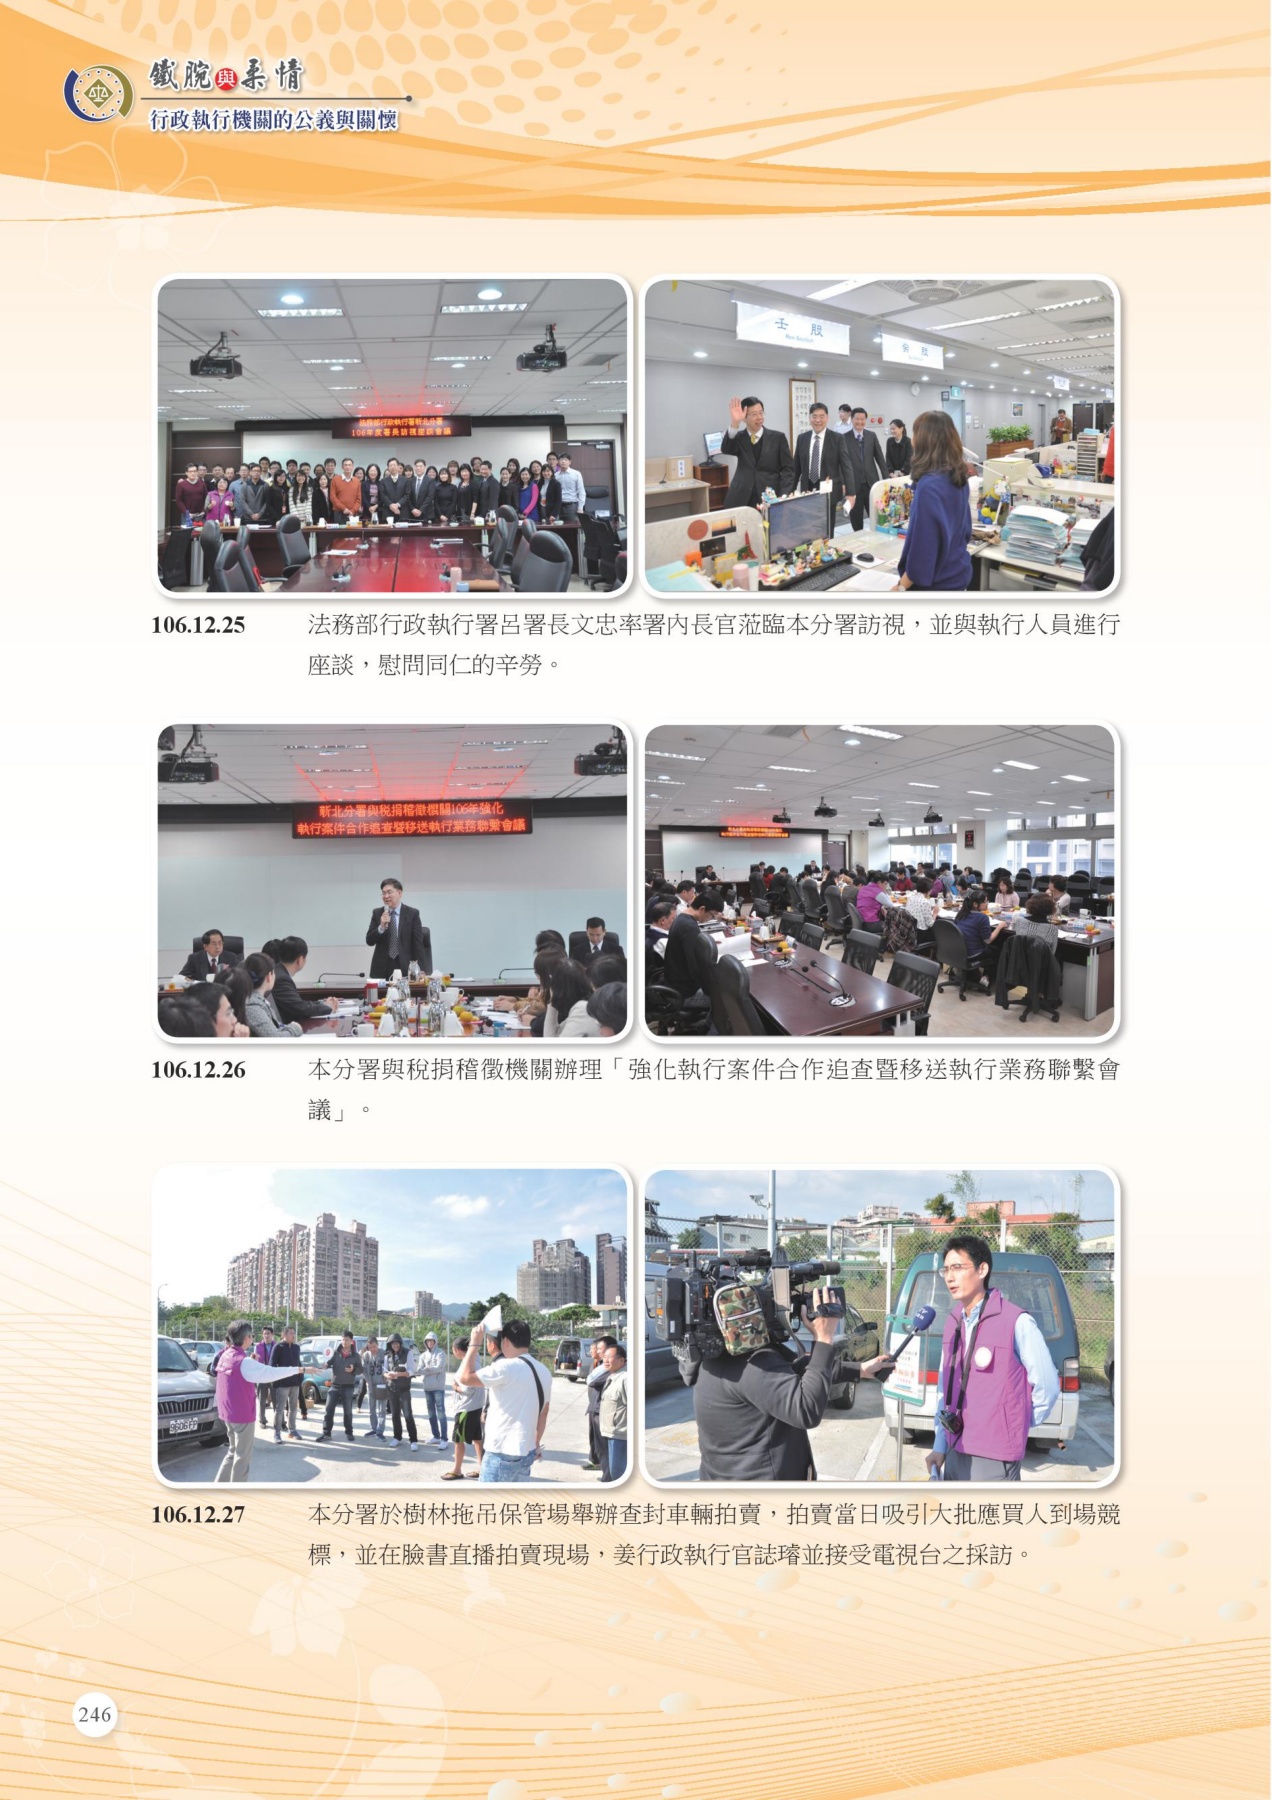 鐵腕與柔情
行政執行機關的公義與關懷
法務部行政執行署新北分署
106年度署長訪視座談會議
壬股
癸股
106.12.25 法務部行政執行署呂署長文忠率署內長官蒞臨本分署訪視，並與執行人員進行
座談，慰問同仁的辛勞。
新北分署與稅捐稽徵機關106年強化
執行案件合作追查暨移送執行業務聯繫會議
106.12.26 本分署與稅捐稽徵機關辦理「強化執行案件合作追查暨移送執行業務聯繫會
議」。
106.12.27 本分署於樹林拖吊保管場舉辦查封車輛拍賣，拍賣當日吸引大批應買人到場競
標，並在臉書直播拍賣現場，姜行政執行官誌璿並接受電視台之採訪。
246